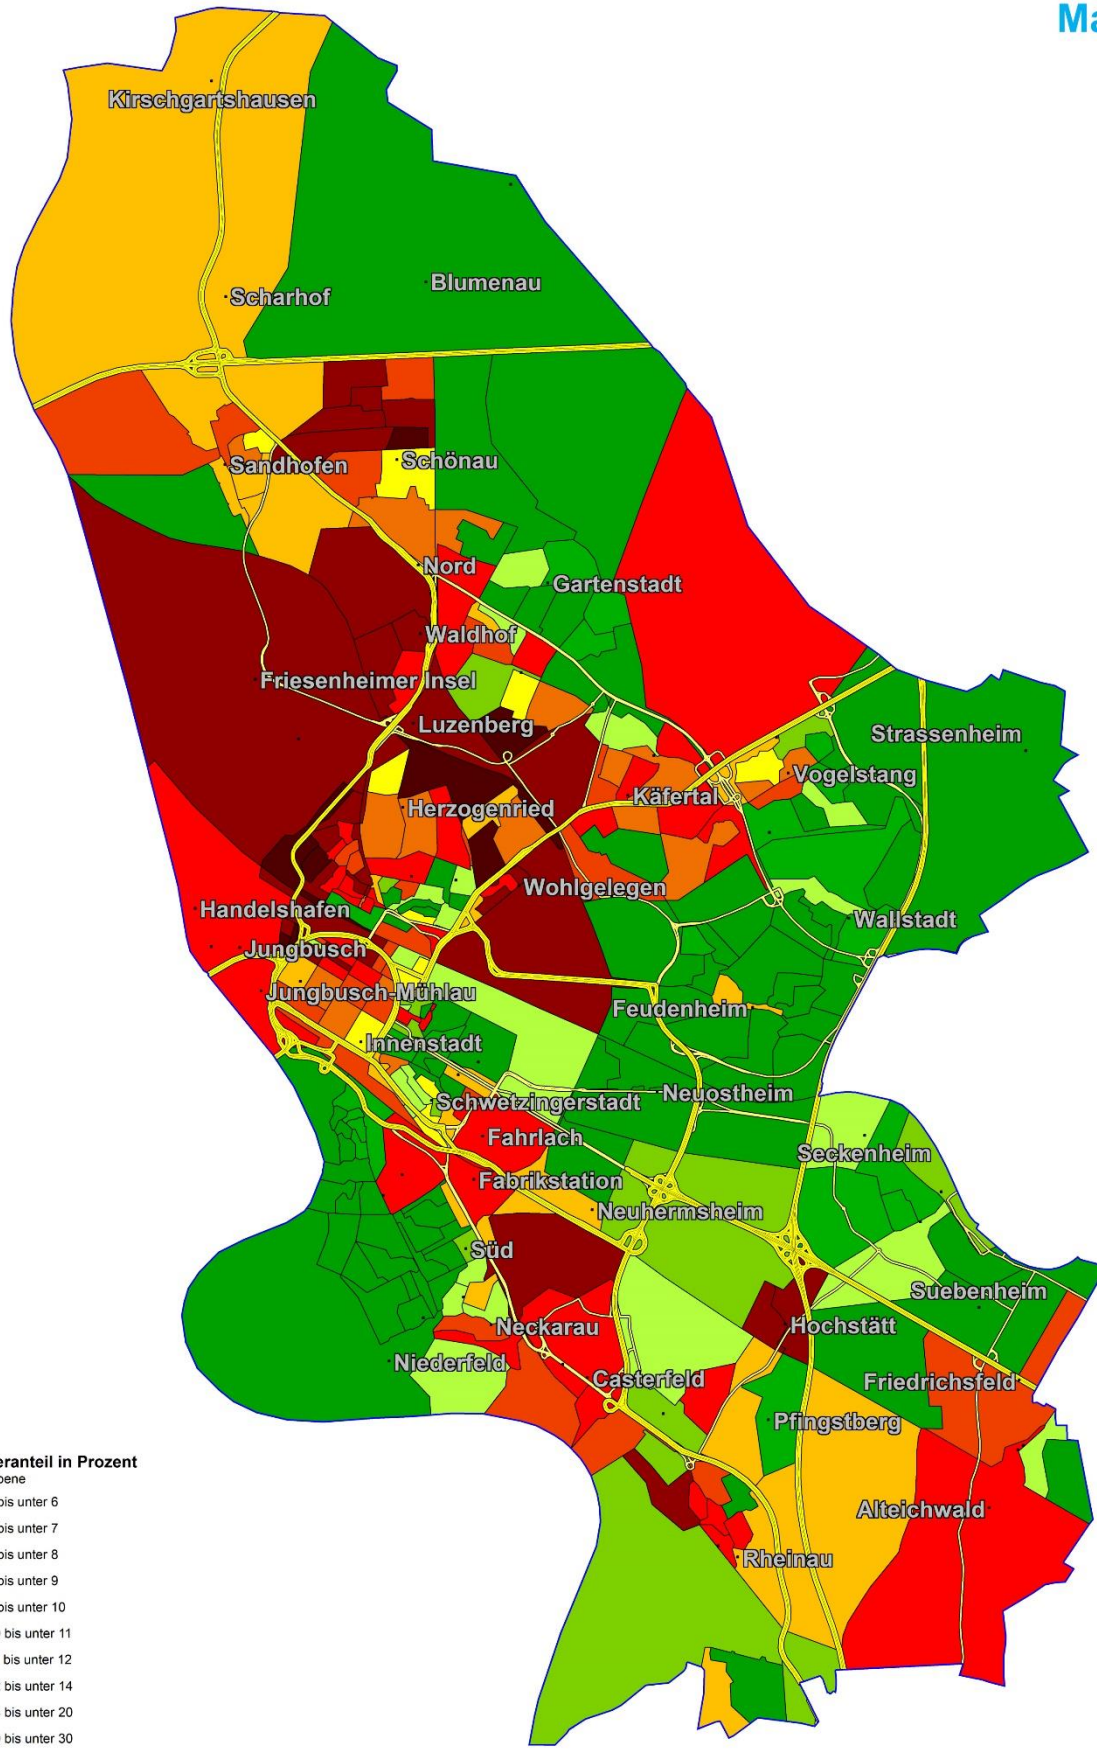 Ma
Kirschgartshausen
Blumenau
Scharhof
Schönau
Sandhofen
Nord
Gartenstadt
Waldhof
Friesenheimer Insel
Luzenberg
Strassenheim
Vogelstang
Käfertal
Herzogenried
Wohlgelegen
Handelshafen
Wallstadt
Jungbusch
Jungbusch-Mühlau
Feudenheim
Innenstadt
Neuostheim
Schwetzingerstadt
Fahrlach
Seckenheim
Fabrikstation
Neuhermsheim
Süd
Suebenheim
Neckarau
Hochstätt
Niederfeld
Casterfeld
Friedrichsfeld
Pfingstberg
Alteichwald
Rheinau
eranteil in Prozent
bene
bis unter 6
bis unter 7
bis unter 8
bis unter 9
bis unter 10
bis unter 11
bis unter 12
bis unter 14
bis unter 20
bis unter 30